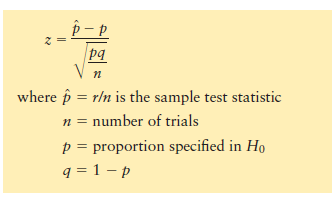 z = p̂ − p / √(pq / n)
where p̂ = r/n is the sample test statistic
n = number of trials
p = proportion specified in H₀
q = 1 − p